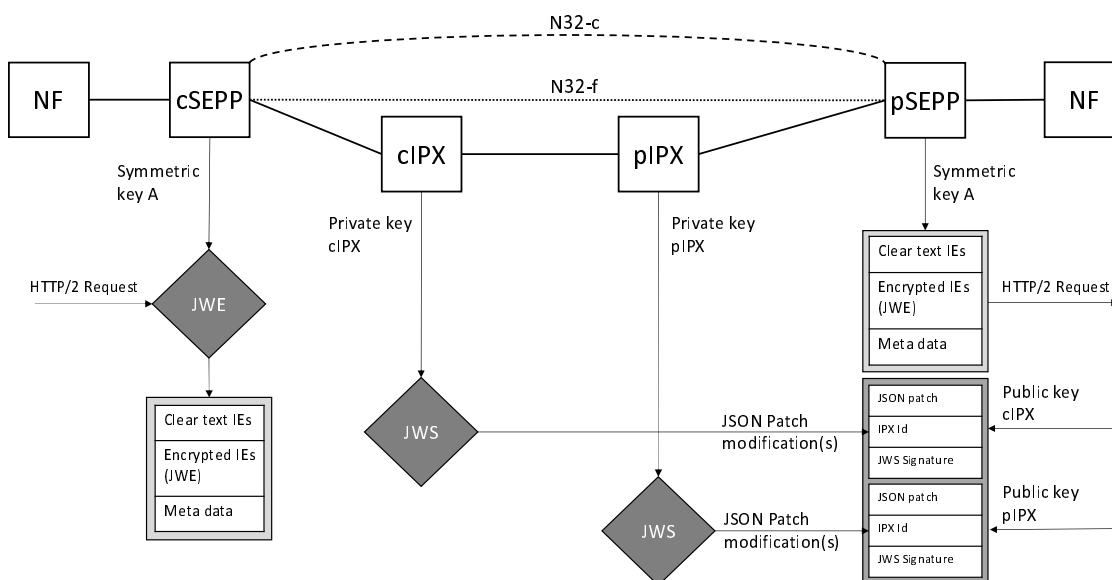 N32-c
N32-f
NF
cSEPP
pSEPP
NF
cIPX
pIPX
Symmetric
key A
Private key
cIPX
Private key
pIPX
Symmetric
key A
HTTP/2 Request
JWE
Clear text IEs
Encrypted IEs
(JWE)
Meta data
HTTP/2 Request
Clear text IEs
Encrypted IEs
(JWE)
Meta data
JWS
JSON Patch
modification(s)
JSON patch
IPX Id
JWS Signature
Public key
cIPX
JWS
JSON Patch
modification(s)
JSON patch
IPX Id
JWS Signature
Public key
pIPX